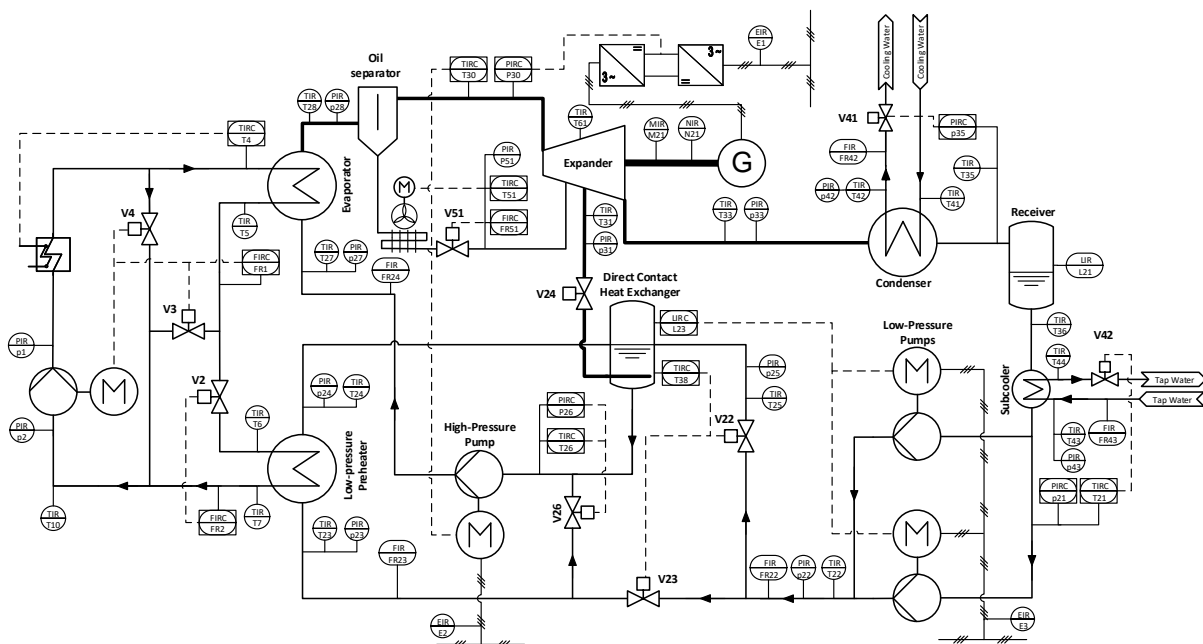 Oil
separator
TIRC
T30
PIRC
P30
EIR
E1
3~
=
3~
=
Cooling Water
Cooling Water
TIR
T28
PIR
p28
TIR
T61
V41
PIRC
p35
TIRC
T4
MIR
M21
NIR
N21
FIR
FR42
PIR
P51
Expander
G
TIR
T35
Evaporator
M
TIRC
T51
PIR
p42
TIR
T42
TIR
T41
V4
TIR
T5
V51
FIRC
FR51
TIR
T31
TIR
T33
PIR
p33
Receiver
PIR
p31
TIR
T27
PIR
p27
FIRC
FR1
FIR
FR24
Condenser
LIR
L21
Direct Contact
Heat Exchanger
V24
V3
LIRC
L23
Low-Pressure
Pumps
TIR
T36
V42
TIR
T44
PIR
p1
TIRC
T38
PIR
p25
M
Subcooler
Tap Water
Tap Water
M
V2
PIR
p24
TIR
T24
PIRC
P26
TIR
T25
PIR
p2
TIR
T6
High-Pressure
Pump
TIRC
T26
V22
TIR
T43
FIR
FR43
PIR
p43
Low-pressure
Preheater
PIRC
p21
TIRC
T21
TIR
T10
FIRC
FR2
TIR
T7
TIR
T23
PIR
p23
M
V26
M
FIR
FR23
V23
FIR
FR22
PIR
p22
TIR
T22
EIR
E2
EIR
E3